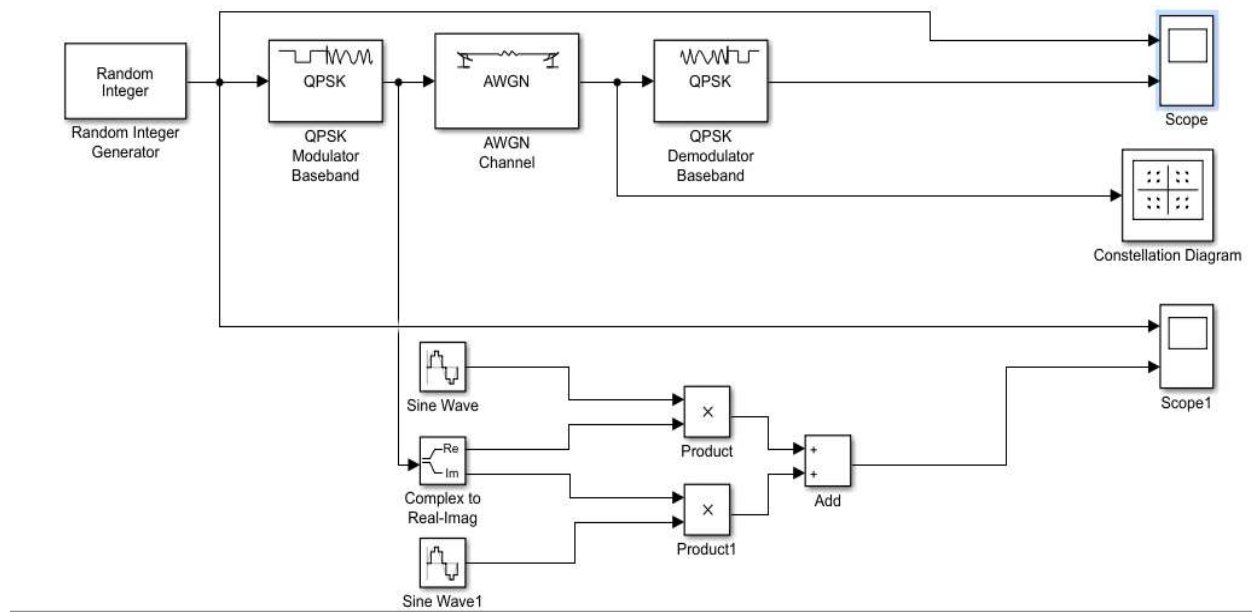 Random
Integer
Random Integer
Generator
QPSK
QPSK
Modulator
Baseband
AWGN
AWGN
Channel
QPSK
QPSK
Demodulator
Baseband
Scope
Constellation Diagram
Sine Wave
Re
Im
Complex to
Real-Imag
Sine Wave1
×
Product
×
Product1
+
+
Add
Scope1